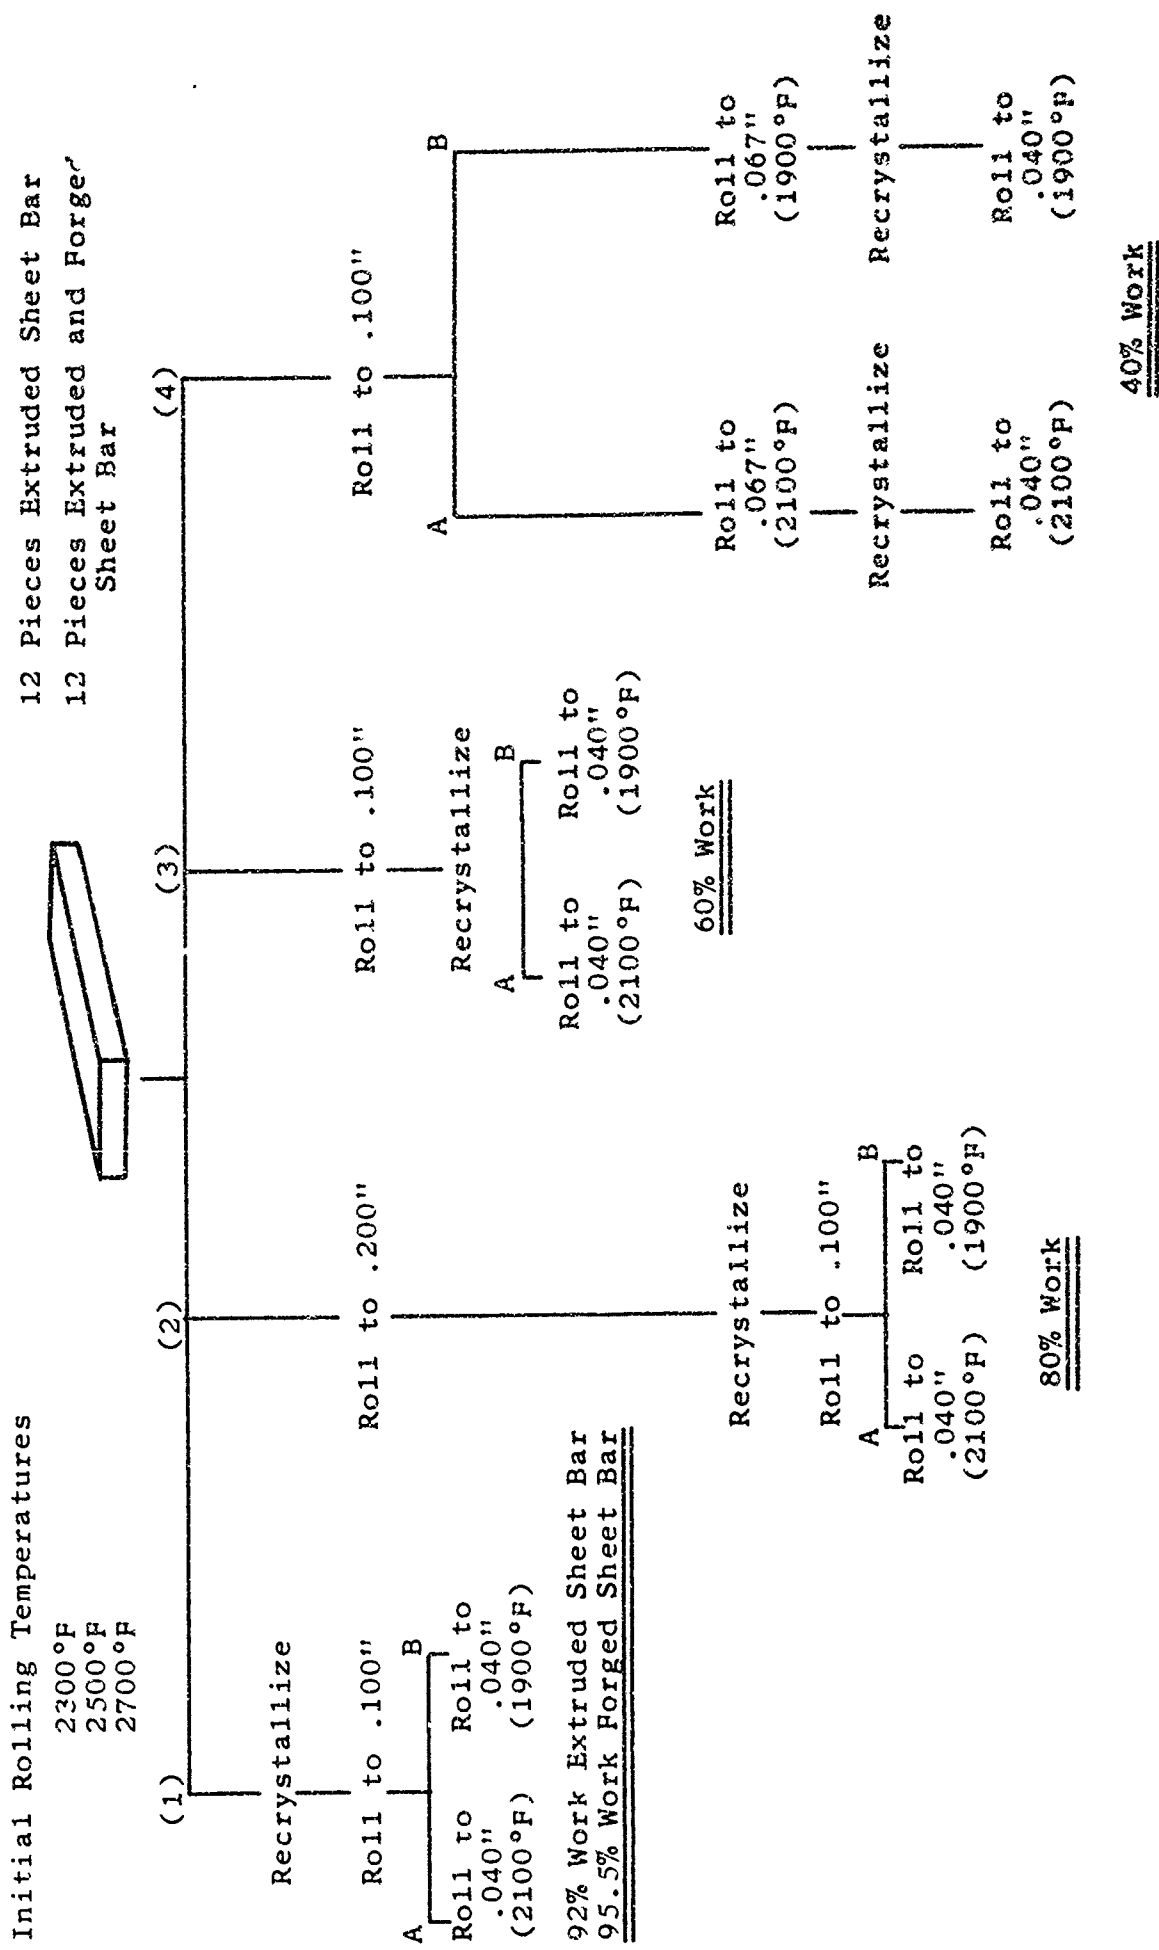 Initial Rolling Temperatures
2300°F
2500°F
2700°F
12 Pieces Extruded Sheet Bar
12 Pieces Extruded and Forged
Sheet Bar
(1)
Recrystallize
Roll to .100"
A
B
Roll to
.040"
(2100°F)
Roll to
.040"
(1900°F)
92% Work Extruded Sheet Bar
95.5% Work Forged Sheet Bar
(2)
Roll to .200"
Recrystallize
Roll to .100"
A
B
Roll to
.040"
(2100°F)
Roll to
.040"
(1900°F)
80% Work
(3)
Roll to .100"
Recrystallize
A
B
Roll to
.040"
(2100°F)
Roll to
.040"
(1900°F)
60% Work
(4)
Roll to .100"
A
B
Roll to
.067"
(2100°F)
Recrystallize
Roll to
.040"
(2100°F)
Roll to
.067"
(1900°F)
Recrystallize
Roll to
.040"
(1900°F)
40% Work